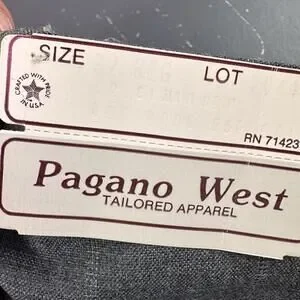 SIZE LOT
CRAFTED WITH PRIDE
IN U.S.A.
RN 71423
Pagano West
TAILORED APPAREL